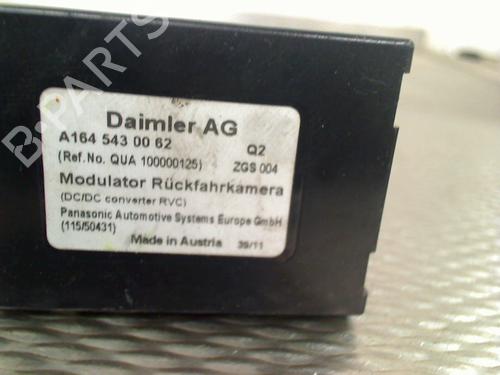 Daimler AG
A164 543 00 62 Q2
(Ref.No. QUA 100000125) ZGS 004
Modulator Rückfahrkamera
(DC/DC converter RVC)
Panasonic Automotive Systems Europe GmbH
(115/50431)
Made in Austria 39/11
B-PARTS